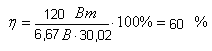 η = 120 Вт / 6,67 В · 30,02 · 100% = 60 %